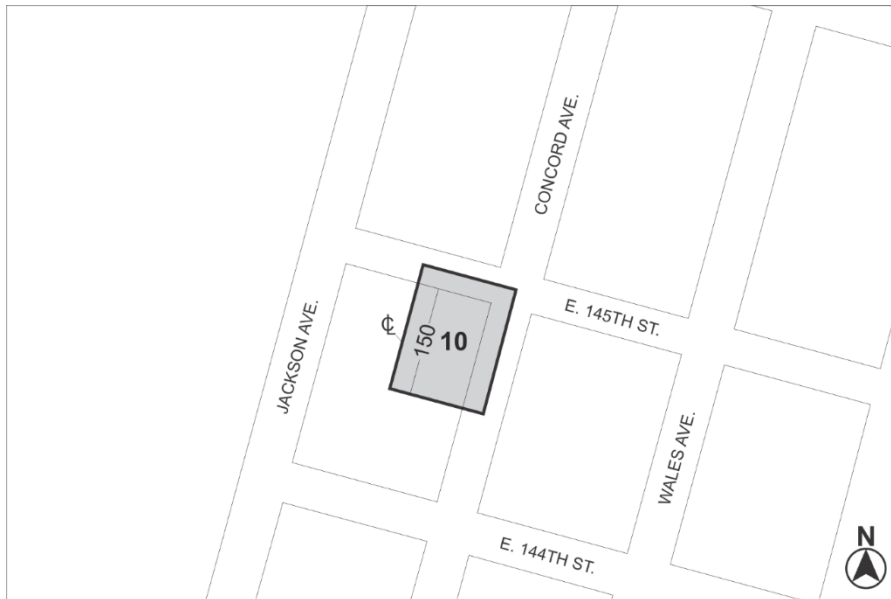 CONCORD AVE.
JACKSON AVE.
E. 145TH ST.
℄
150
10
WALES AVE.
E. 144TH ST.
N